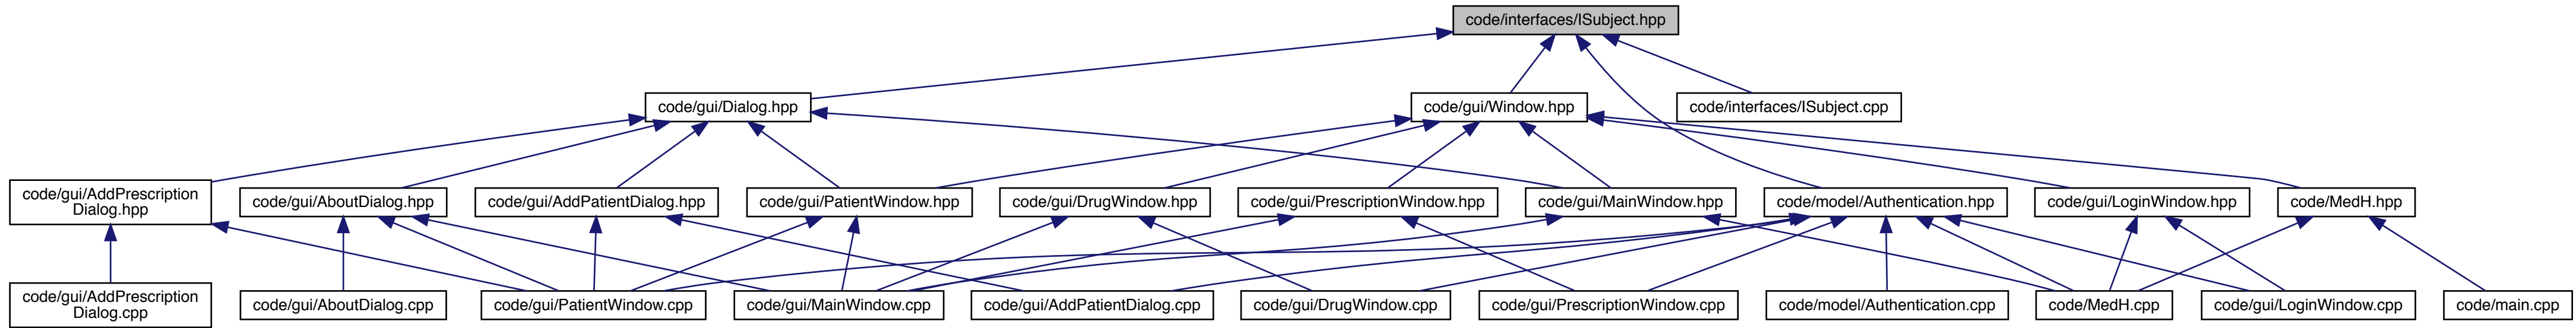 code/interfaces/ISubject.hpp
code/gui/Dialog.hpp
code/gui/Window.hpp
code/interfaces/ISubject.cpp
code/gui/AddPrescription
Dialog.hpp
code/gui/AboutDialog.hpp
code/gui/AddPatientDialog.hpp
code/gui/PatientWindow.hpp
code/gui/DrugWindow.hpp
code/gui/PrescriptionWindow.hpp
code/gui/MainWindow.hpp
code/model/Authentication.hpp
code/gui/LoginWindow.hpp
code/MedH.hpp
code/gui/AddPrescription
Dialog.cpp
code/gui/AboutDialog.cpp
code/gui/PatientWindow.cpp
code/gui/MainWindow.cpp
code/gui/AddPatientDialog.cpp
code/gui/DrugWindow.cpp
code/gui/PrescriptionWindow.cpp
code/model/Authentication.cpp
code/MedH.cpp
code/gui/LoginWindow.cpp
code/main.cpp